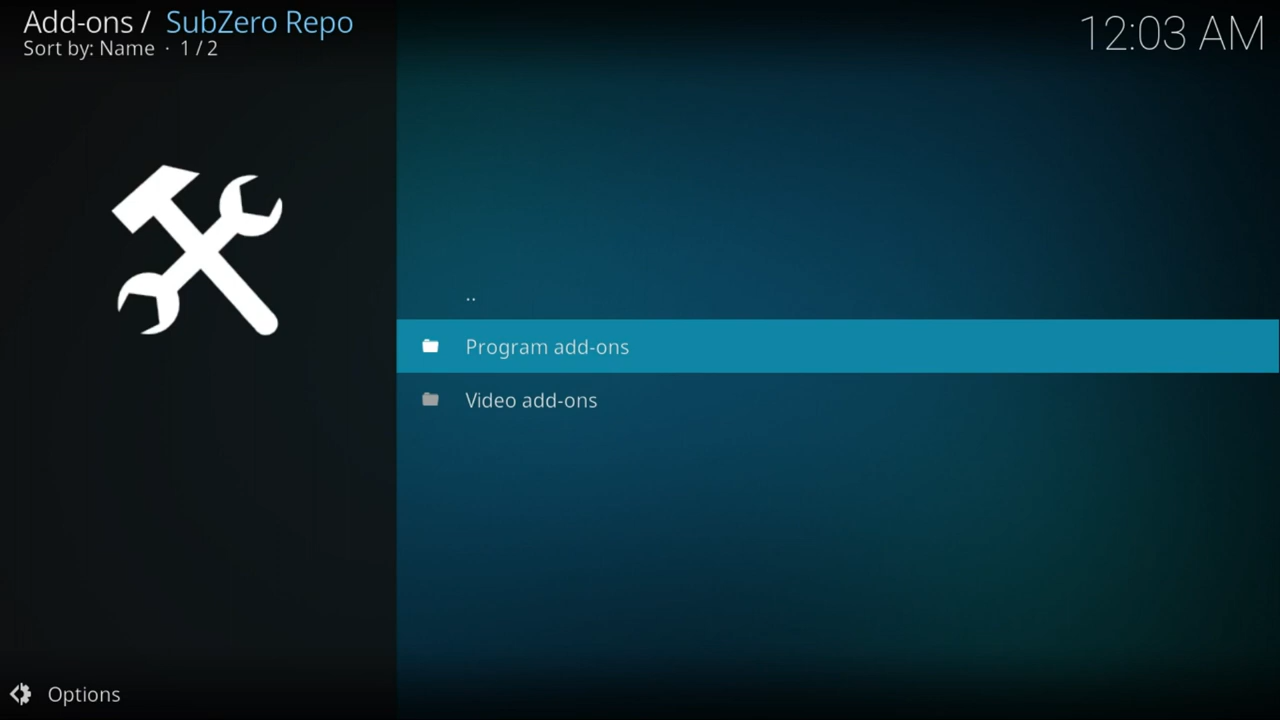 Add-ons / SubZero Repo
Sort by: Name · 1 / 2
12:03 AM
..
Program add-ons
Video add-ons
Options